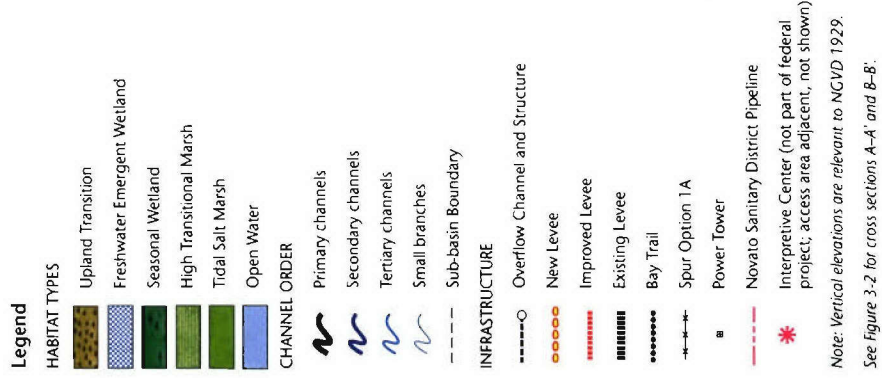 Legend
HABITAT TYPES
Upland Transition
Freshwater Emergent Wetland
Seasonal Wetland
High Transitional Marsh
Tidal Salt Marsh
Open Water
CHANNEL ORDER
Primary channels
Secondary channels
Tertiary channels
Small branches
Sub-basin Boundary
INFRASTRUCTURE
Overflow Channel and Structure
New Levee
Improved Levee
Existing Levee
Bay Trail
Spur Option 1A
Power Tower
Novato Sanitary District Pipeline
Interpretive Center (not part of federal
project; access area adjacent, not shown)
Note: Vertical elevations are relevant to NGVD 1929.
See Figure 3-2 for cross sections A–A' and B–B'.